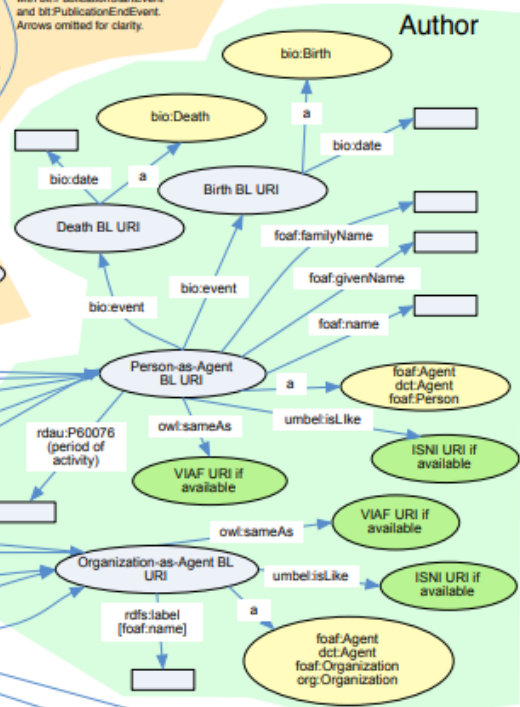 and blt:PublicationEndEvent.
Arrows omitted for clarity.
Author
bio:Birth
a
bio:Death
bio:date
bio:date
a
Birth BL URI
Death BL URI
foaf:familyName
foaf:givenName
bio:event
bio:event
foaf:name
Person-as-Agent
BL URI
a
foaf:Agent
dct:Agent
foaf:Person
owl:sameAs
umbel:isLIke
rdau:P60076
(period of
activity)
ISNI URI if
available
VIAF URI if
available
VIAF URI if
available
owl:sameAs
Organization-as-Agent BL
URI
umbel:isLike
ISNI URI if
available
rdfs:label
[foaf:name]
a
foaf:Agent
dct:Agent
foaf:Organization
org:Organization